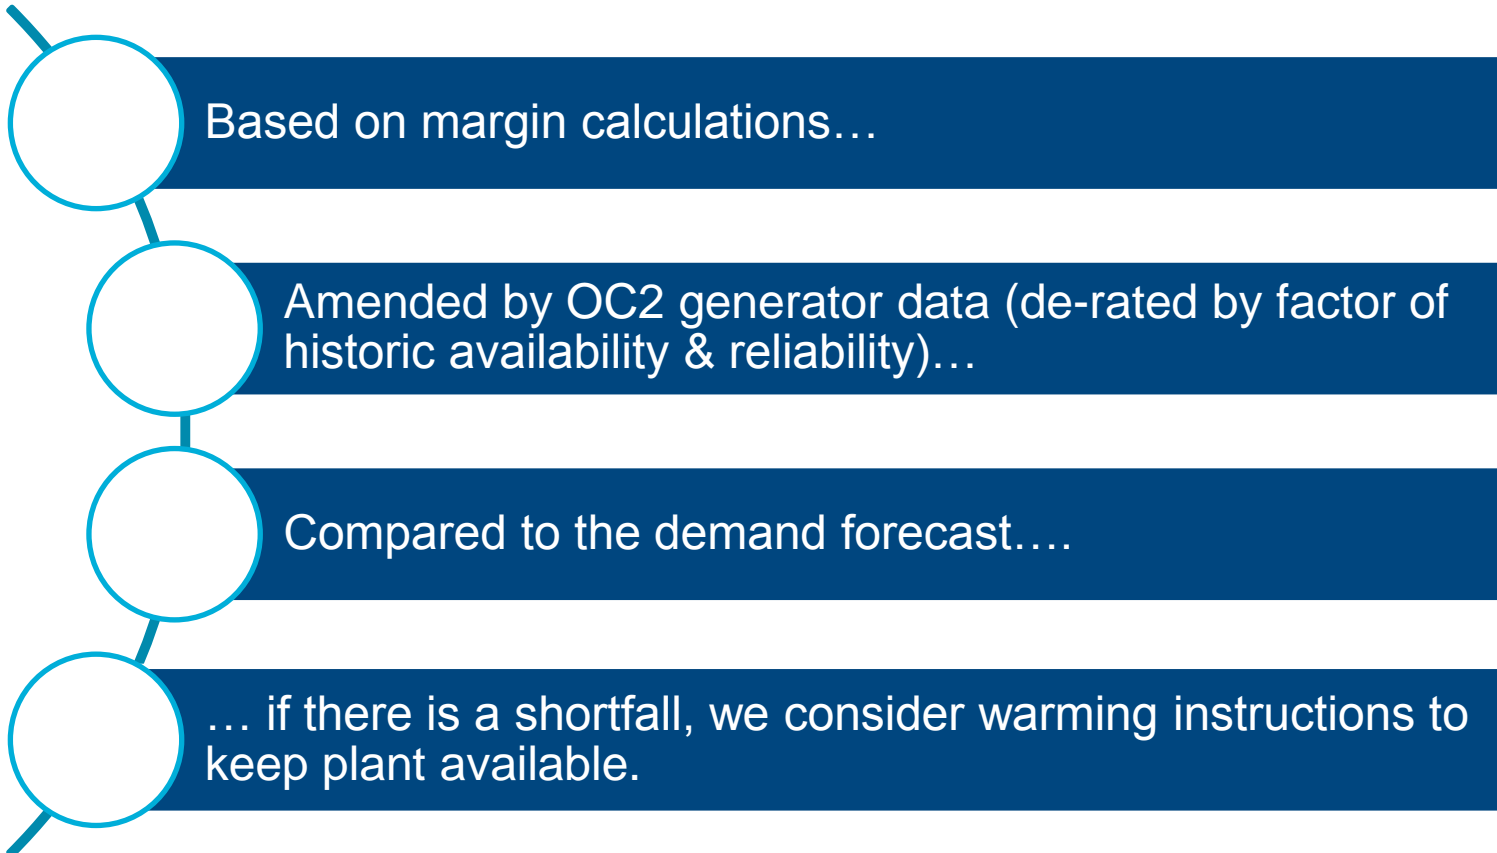 Based on margin calculations…
Amended by OC2 generator data (de-rated by factor of
historic availability & reliability)…
Compared to the demand forecast….
… if there is a shortfall, we consider warming instructions to
keep plant available.